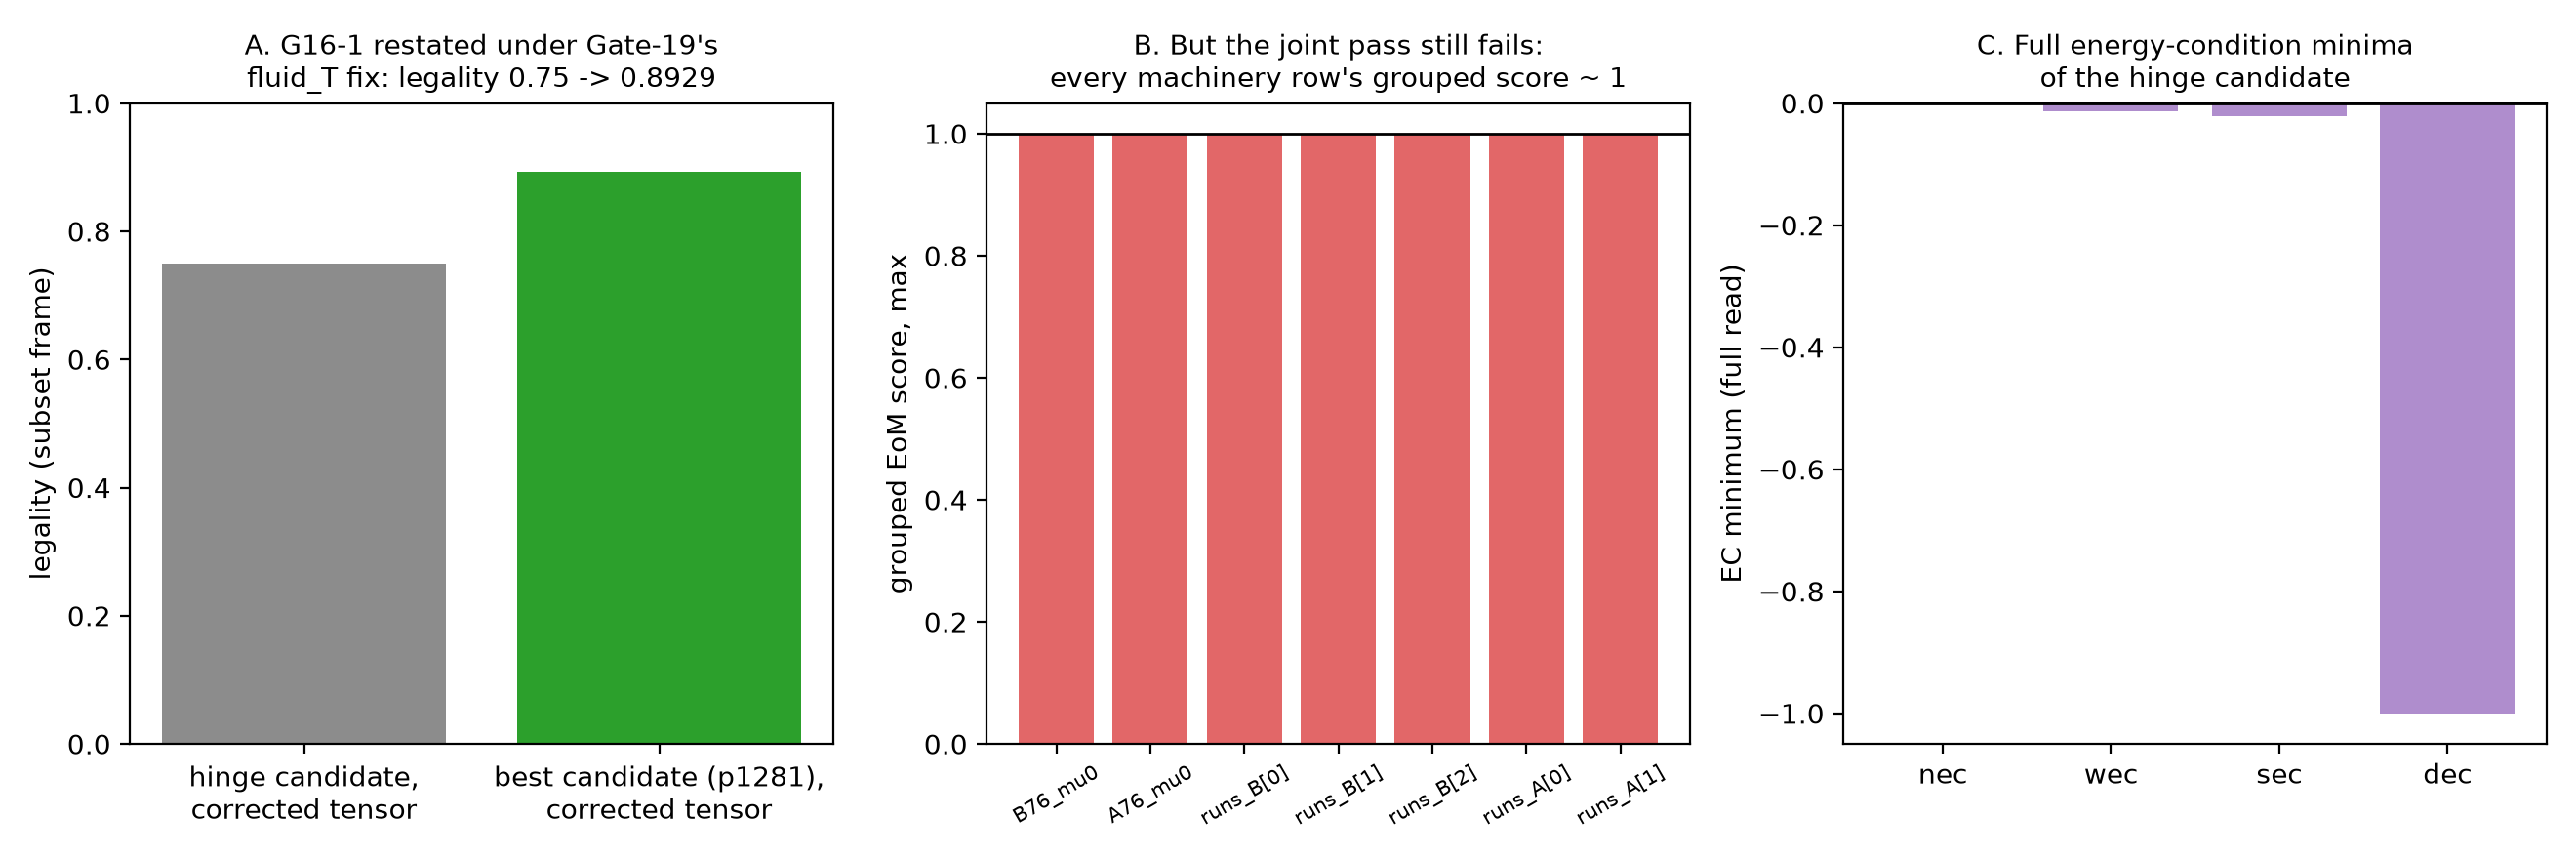 A. G16-1 restated under Gate-19's
fluid_T fix: legality 0.75 -> 0.8929
legality (subset frame)
1.0
0.8
0.6
0.4
0.2
0.0
hinge candidate,
corrected tensor
best candidate (p1281),
corrected tensor
B. But the joint pass still fails:
every machinery row's grouped score ~ 1
grouped EoM score, max
1.0
0.8
0.6
0.4
0.2
0.0
B76_mu0
A76_mu0
runs_B[0]
runs_B[1]
runs_B[2]
runs_A[0]
runs_A[1]
C. Full energy-condition minima
of the hinge candidate
EC minimum (full read)
0.0
−0.2
−0.4
−0.6
−0.8
−1.0
nec
wec
sec
dec